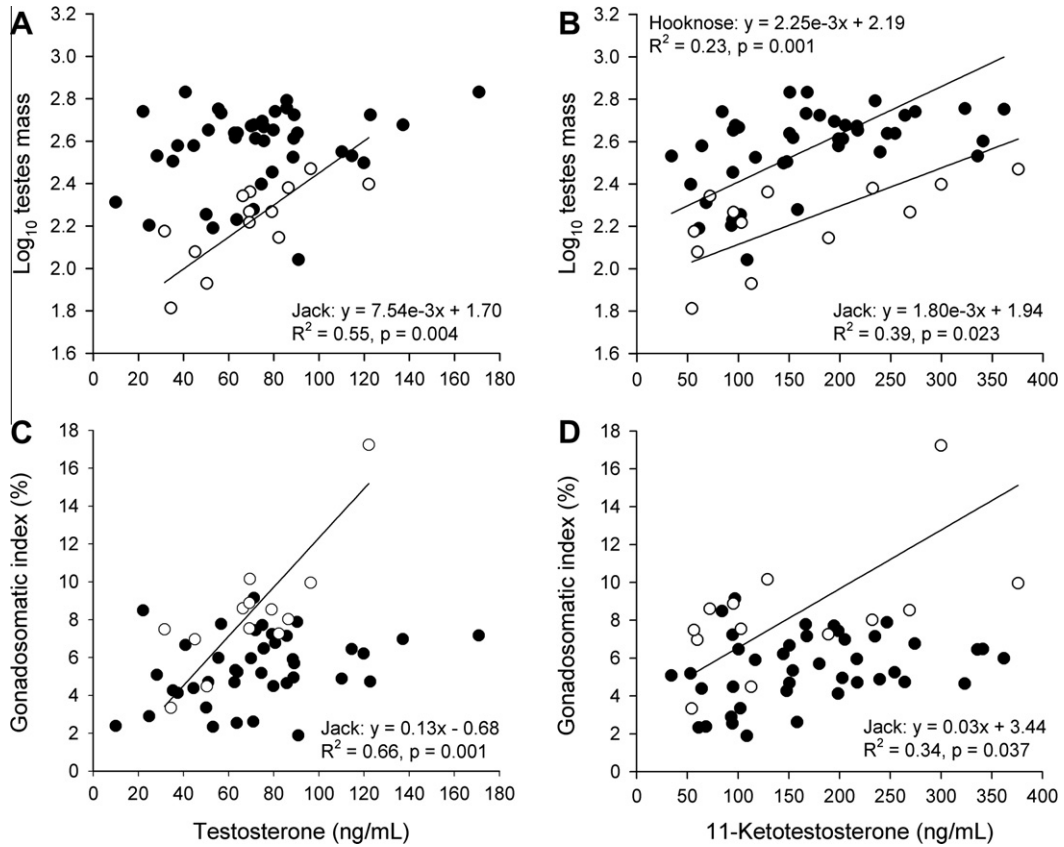 A
B
3.2
3.0
2.8
2.6
2.4
2.2
2.0
1.8
1.6
Log10 testes mass
0 20 40 60 80 100 120 140 160 180
Jack: y = 7.54e-3x + 1.70
R2 = 0.55, p = 0.004
3.2
3.0
2.8
2.6
2.4
2.2
2.0
1.8
1.6
Log10 testes mass
0 50 100 150 200 250 300 350 400
Hooknose: y = 2.25e-3x + 2.19
R2 = 0.23, p = 0.001
Jack: y = 1.80e-3x + 1.94
R2 = 0.39, p = 0.023
C
D
18
16
14
12
10
8
6
4
2
0
Gonadosomatic index (%)
0 20 40 60 80 100 120 140 160 180
Testosterone (ng/mL)
Jack: y = 0.13x - 0.68
R2 = 0.66, p = 0.001
18
16
14
12
10
8
6
4
2
0
Gonadosomatic index (%)
0 50 100 150 200 250 300 350 400
11-Ketotestosterone (ng/mL)
Jack: y = 0.03x + 3.44
R2 = 0.34, p = 0.037